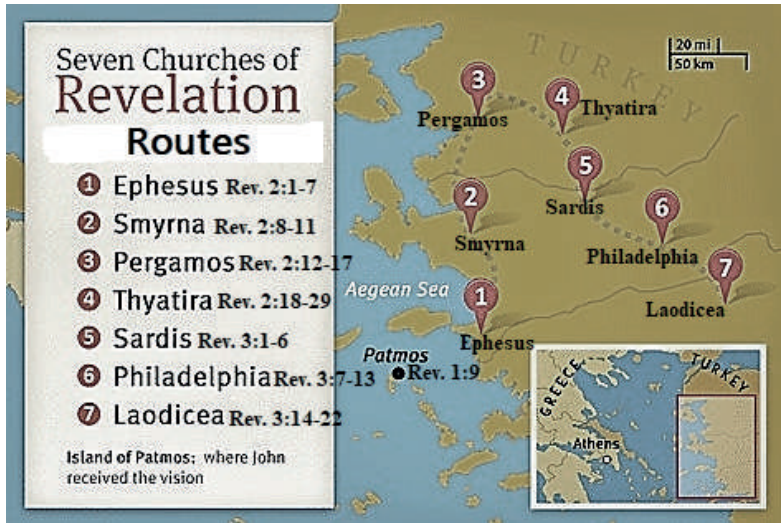 Seven Churches of
Revelation
Routes
1 Ephesus Rev. 2:1-7
2 Smyrna Rev. 2:8-11
3 Pergamos Rev. 2:12-17
4 Thyatira Rev. 2:18-29
5 Sardis Rev. 3:1-6
6 Philadelphia Rev. 3:7-13
7 Laodicea Rev. 3:14-22
Island of Patmos: where John
received the vision
TURKEY
20 mi
50 km
3
Pergamos
4
Thyatira
5
Sardis
2
Smyrna
6
Philadelphia
7
Laodicea
1
Ephesus
Aegean Sea
Patmos
Rev. 1:9
GREECE
TURKEY
Athens